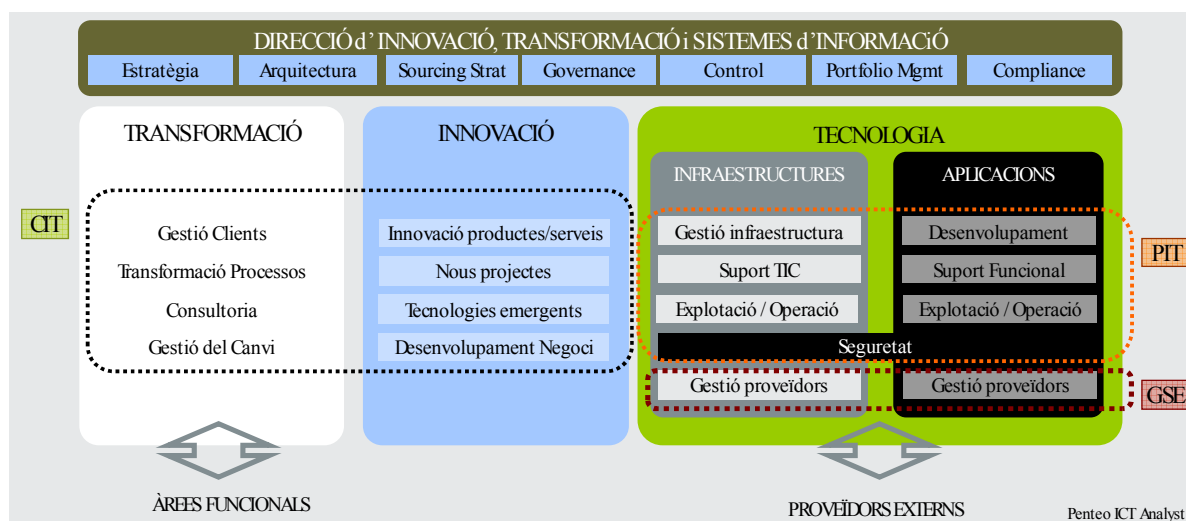 DIRECCIÓ d' INNOVACIÓ, TRANSFORMACIÓ i SISTEMES d'INFORMACiÓ
Estratègia
Arquitectura
Sourcing Strat
Governance
Control
Portfolio Mgmt
Compliance
TRANSFORMACIÓ
INNOVACIÓ
TECNOLOGIA
INFRAESTRUCTURES
APLICACIONS
CIT
Gestió Clients
Transformació Processos
Consultoria
Gestió del Canvi
Innovació productes/serveis
Nous projectes
Tecnologies emergents
Desenvolupament Negoci
Gestió infraestructura
Suport TIC
Explotació / Operació
Desenvolupament
Suport Funcional
Explotació / Operació
PIT
Seguretat
Gestió proveïdors
Gestió proveïdors
GSE
ÀREES FUNCIONALS
PROVEÏDORS EXTERNS
Penteo ICT Analyst